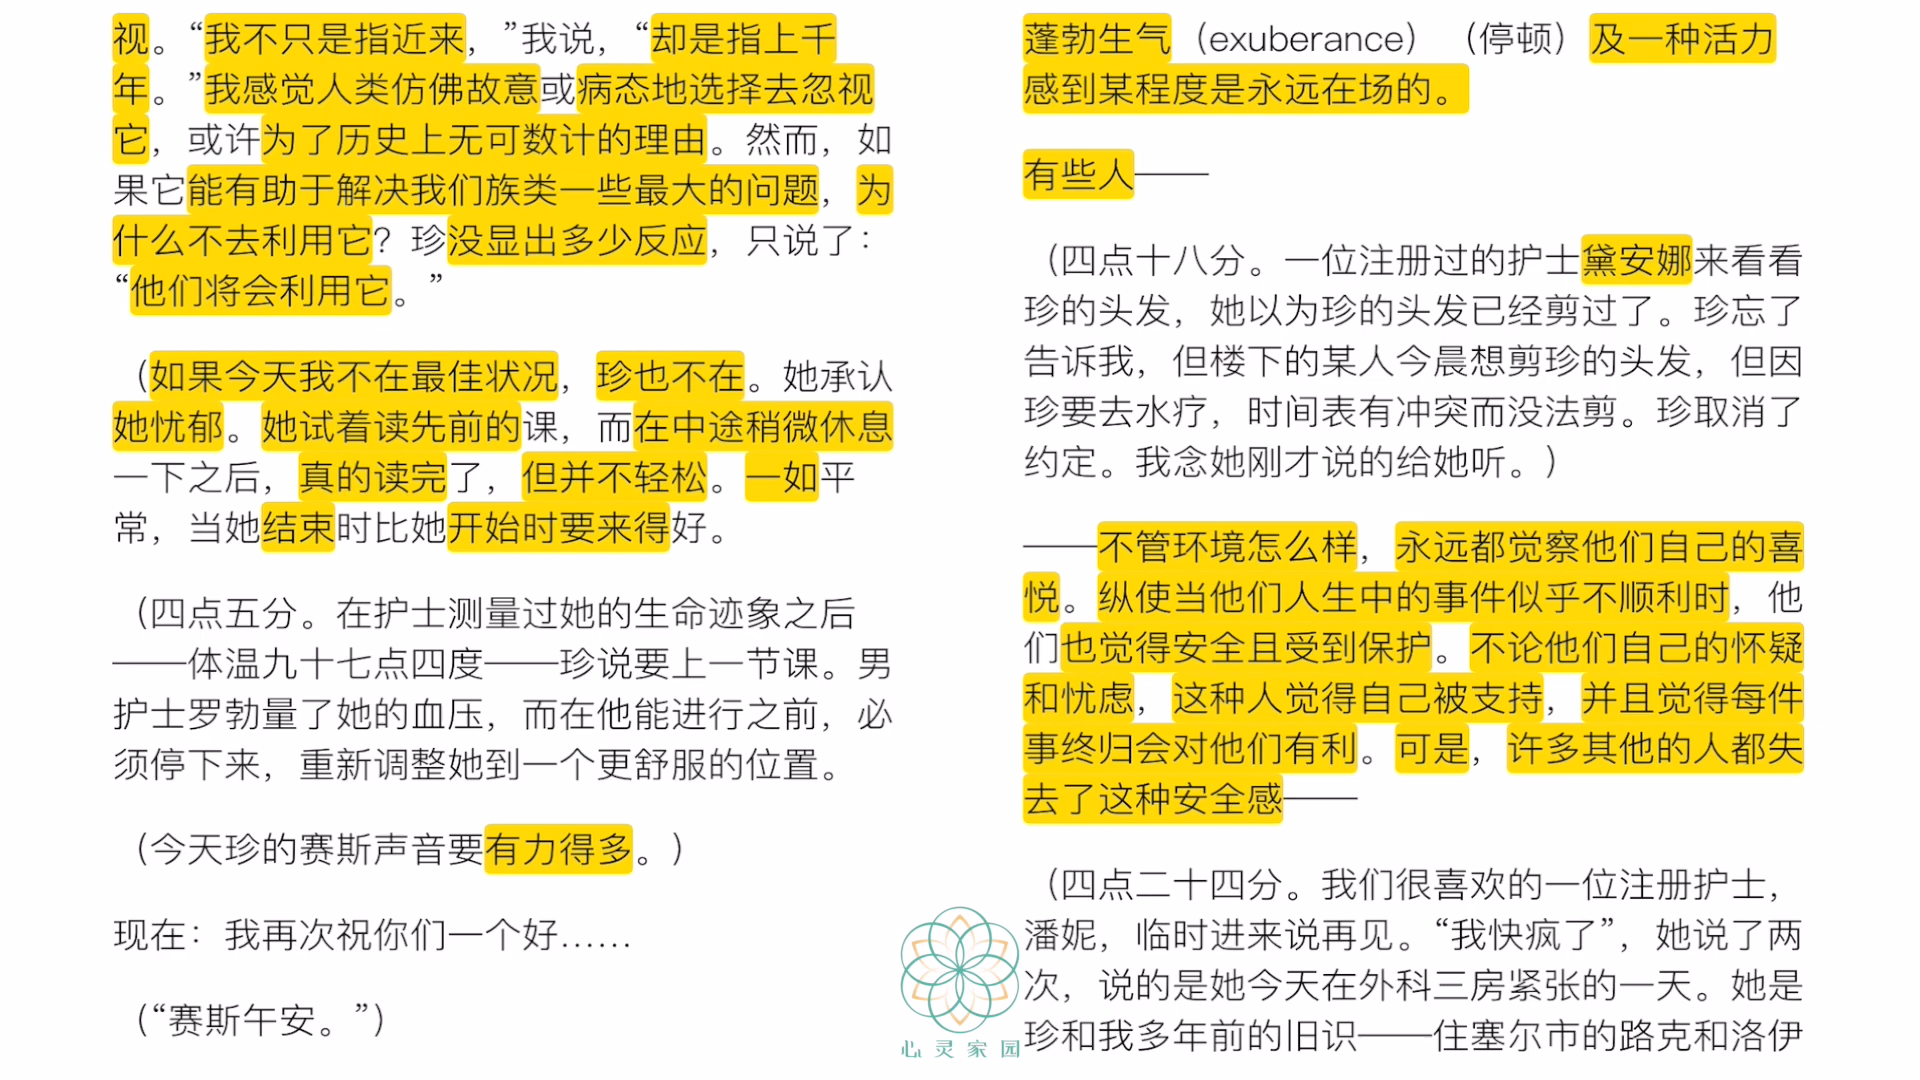 视。“我不只是指近来，”我说，“却是指上千
年。”我感觉人类仿佛故意或病态地选择去忽视
它，或许为了历史上无可数计的理由。然而，如
果它能有助于解决我们族类一些最大的问题，为
什么不去利用它？珍没显出多少反应，只说了：
“他们将会利用它。”
（如果今天我不在最佳状况，珍也不在。她承认
她忧郁。她试着读先前的课，而在中途稍微休息
一下之后，真的读完了，但并不轻松。一如平
常，当她结束时比她开始时要来得好。
（四点五分。在护士测量过她的生命迹象之后
——体温九十七点四度——珍说要上一节课。男
护士罗勃量了她的血压，而在他能进行之前，必
须停下来，重新调整她到一个更舒服的位置。
（今天珍的赛斯声音要有力得多。）
现在：我再次祝你们一个好……
（“赛斯午安。”）
蓬勃生气（exuberance）（停顿）及一种活力
感到某程度是永远在场的。
有些人——
（四点十八分。一位注册过的护士黛安娜来看看
珍的头发，她以为珍的头发已经剪过了。珍忘了
告诉我，但楼下的某人今晨想剪珍的头发，但因
珍要去水疗，时间表有冲突而没法剪。珍取消了
约定。我念她刚才说的给她听。）
——不管环境怎么样，永远都觉察他们自己的喜
悦。纵使当他们人生中的事件似乎不顺利时，他
们也觉得安全且受到保护。不论他们自己的怀疑
和忧虑，这种人觉得自己被支持，并且觉得每件
事终归会对他们有利。可是，许多其他的人都失
去了这种安全感——
（四点二十四分。我们很喜欢的一位注册护士，
潘妮，临时进来说再见。“我快疯了”，她说了两
次，说的是她今天在外科三房紧张的一天。她是
珍和我多年前的旧识——住塞尔市的路克和洛伊
心灵家园